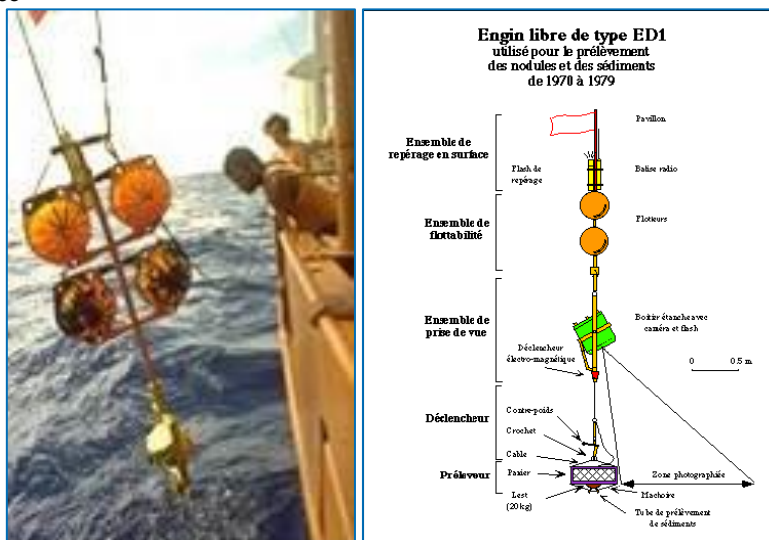 Engin libre de type ED1
utilisé pour le prélèvement
des nodules et des sédiments
de 1970 à 1979
Pavillon
Ensemble de
repérage en surface
Flash de
repérage
Balise radio
Ensemble de
flottabilité
Flotteurs
Ensemble de
prise de vue
Boitier étanche avec
caméra et flash
Déclencheur
électro-magnétique
0 0.5 m
Déclencheur
Contre-poids
Crochet
Cable
Préleveur
Panier
Zone photographiée
Lest
(20 kg)
Machoire
Tube de prélèvement
de sédiments